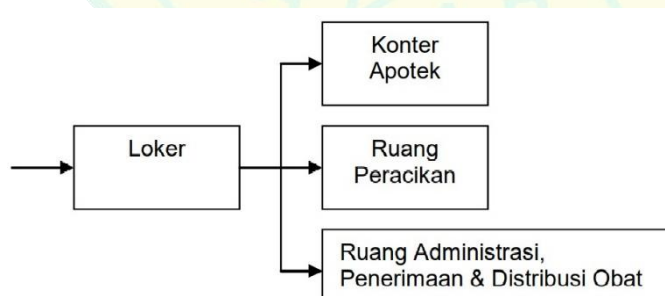 Konter
Apotek
Loker
Ruang
Peracikan
Ruang Administrasi,
Penerimaan & Distribusi Obat